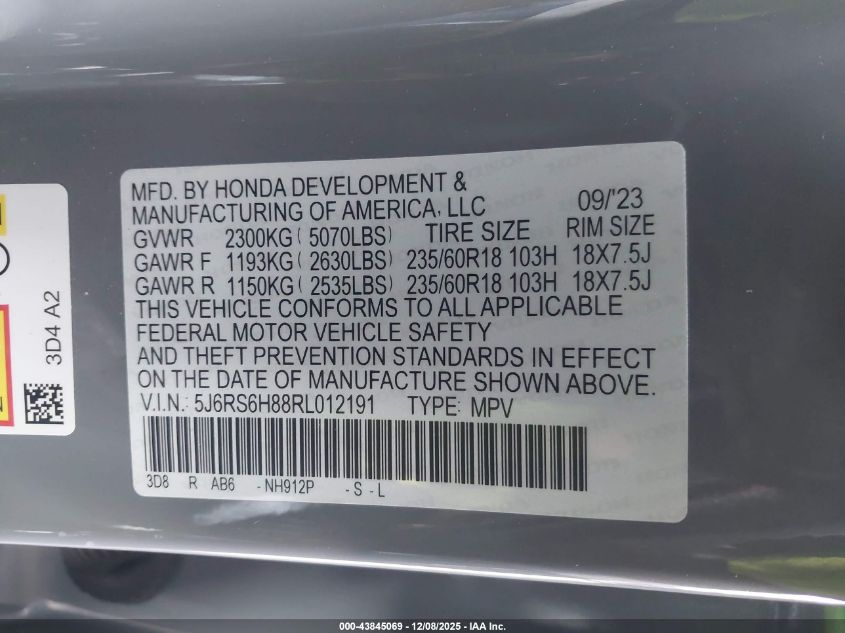 MFD. BY HONDA DEVELOPMENT &
MANUFACTURING OF AMERICA, LLC 09/'23
GVWR 2300KG ( 5070LBS) TIRE SIZE RIM SIZE
GAWR F 1193KG ( 2630LBS) 235/60R18 103H 18X7.5J
GAWR R 1150KG ( 2535LBS) 235/60R18 103H 18X7.5J
THIS VEHICLE CONFORMS TO ALL APPLICABLE
FEDERAL MOTOR VEHICLE SAFETY
AND THEFT PREVENTION STANDARDS IN EFFECT
ON THE DATE OF MANUFACTURE SHOWN ABOVE.
V.I.N.: 5J6RS6H88RL012191 TYPE: MPV
3D8 R AB6 -NH912P -S-L
3D4 A2
000-43845069 - 12/08/2025 - IAA Inc.